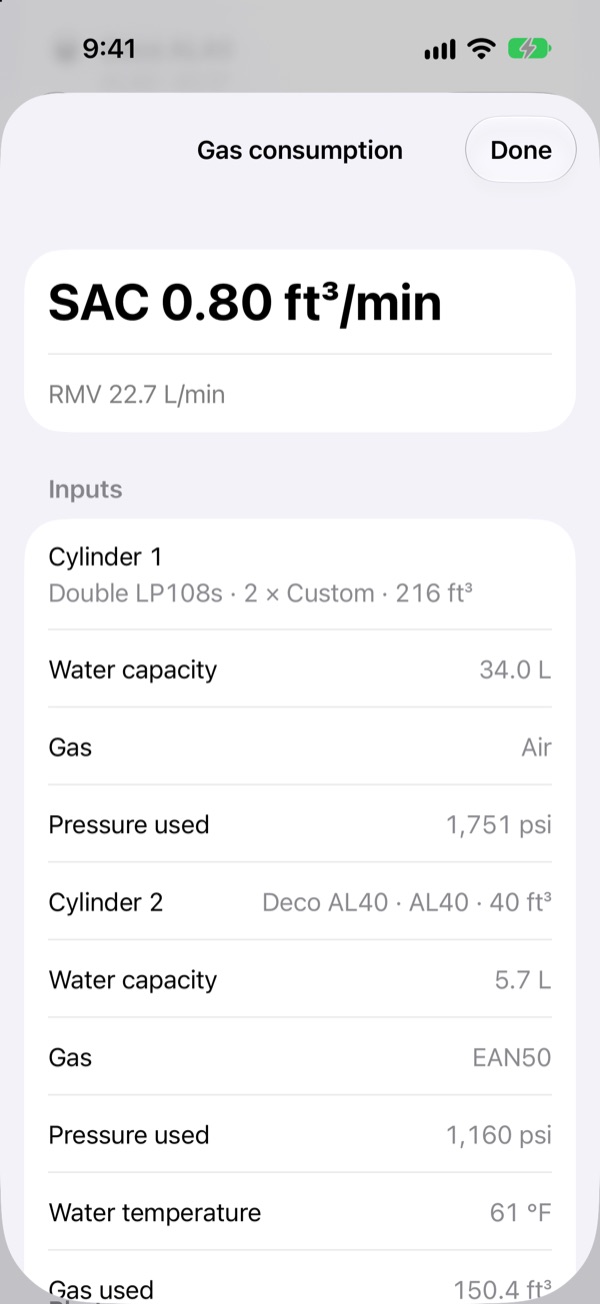 9:41
Gas consumption
Done
SAC 0.80 ft³/min
RMV 22.7 L/min
Inputs
Cylinder 1
Double LP108s · 2 × Custom · 216 ft³
Water capacity 34.0 L
Gas Air
Pressure used 1,751 psi
Cylinder 2 Deco AL40 · AL40 · 40 ft³
Water capacity 5.7 L
Gas EAN50
Pressure used 1,160 psi
Water temperature 61 °F
Gas used 150.4 ft³